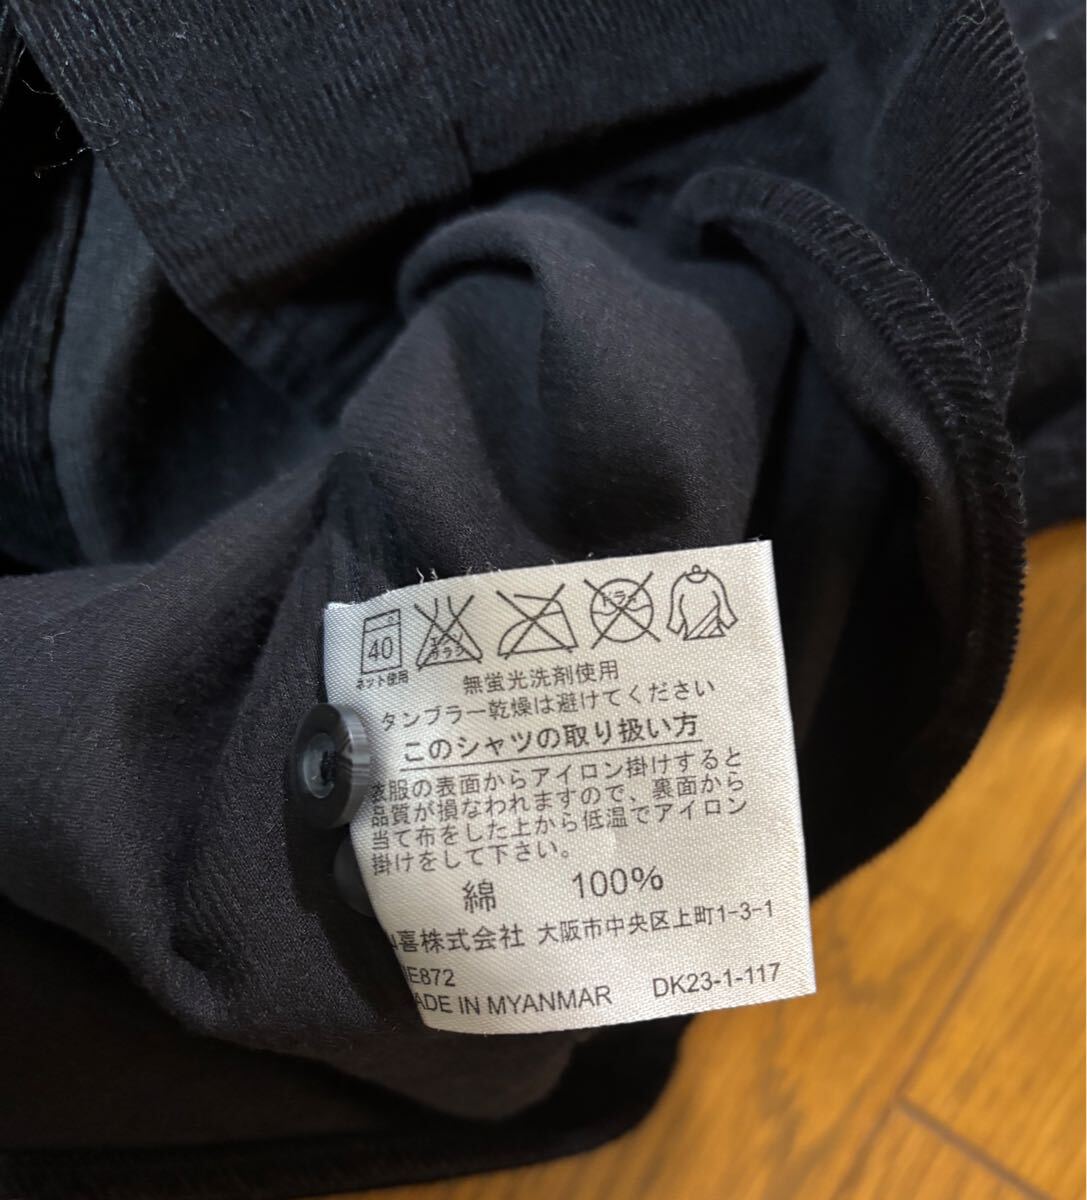 40
ネット使用
エンソ
サラシ
ドライ
無蛍光洗剤使用
タンブラー乾燥は避けてください
このシャツの取り扱い方
衣服の表面からアイロン掛けすると
品質が損なわれますので、裏面から
当て布をした上から低温でアイロン
掛けをして下さい。
綿 100%
喜株式会社 大阪市中央区上町1-3-1
E872
ADE IN MYANMAR DK23-1-117